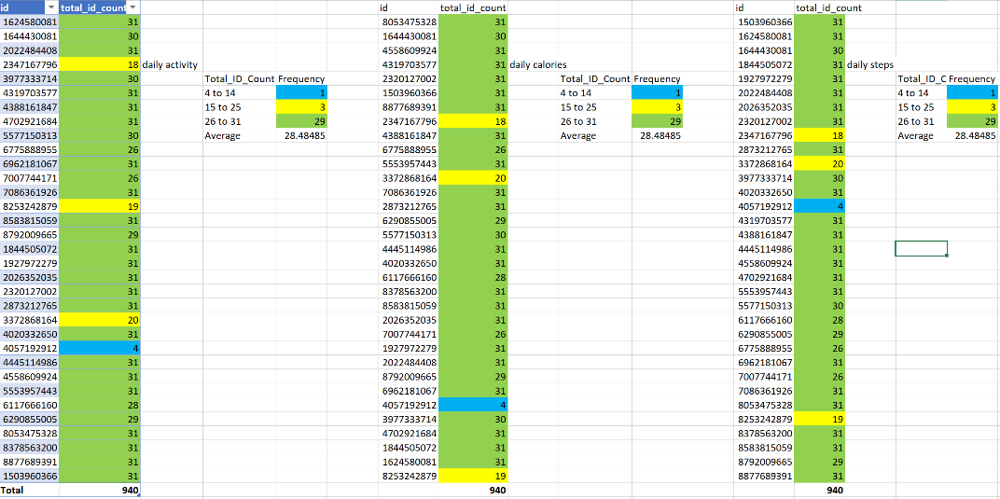 id total_id_count id total_id_count id total_id_count
1624580081 31 8053475328 31 1503960366 31
1644430081 30 1644430081 30 1624580081 31
2022484408 31 4558609924 31 1644430081 30
2347167796 18 daily activity 4319703577 31 daily calories 1844505072 31 daily steps
3977333714 30 Total_ID_Count Frequency 2320127002 31 Total_ID_Count Frequency 1927972279 31 Total_ID_C Frequency
4319703577 31 4 to 14 1 1503960366 31 4 to 14 1 2022484408 31 4 to 14 1
4388161847 31 15 to 25 3 8877689391 31 15 to 25 3 2026352035 31 15 to 25 3
4702921684 31 26 to 31 29 2347167796 18 26 to 31 29 2320127002 31 26 to 31 29
5577150313 30 Average 28.48485 4388161847 31 Average 28.48485 2347167796 18 Average 28.48485
6775888955 26 6775888955 26 2873212765 31
6962181067 31 5553957443 31 3372868164 20
7007744171 26 3372868164 20 3977333714 30
7086361926 31 7086361926 31 4020332650 31
8253242879 19 2873212765 31 4057192912 4
8583815059 31 6290855005 29 4319703577 31
8792009665 29 5577150313 30 4388161847 31
1844505072 31 4445114986 31 4445114986 31
1927972279 31 4020332650 31 4558609924 31
2026352035 31 6117666160 28 4702921684 31
2320127002 31 8378563200 31 5553957443 31
2873212765 31 8583815059 31 5577150313 30
3372868164 20 2026352035 31 6117666160 28
4020332650 31 7007744171 26 6290855005 29
4057192912 4 1927972279 31 6775888955 26
4445114986 31 2022484408 31 6962181067 31
4558609924 31 8792009665 29 7007744171 26
5553957443 31 6962181067 31 7086361926 31
6117666160 28 4057192912 4 8053475328 31
6290855005 29 3977333714 30 8253242879 19
8053475328 31 4702921684 31 8378563200 31
8378563200 31 1844505072 31 8583815059 31
8877689391 31 1624580081 31 8792009665 29
1503960366 31 8253242879 19 8877689391 31
Total 940 940 940